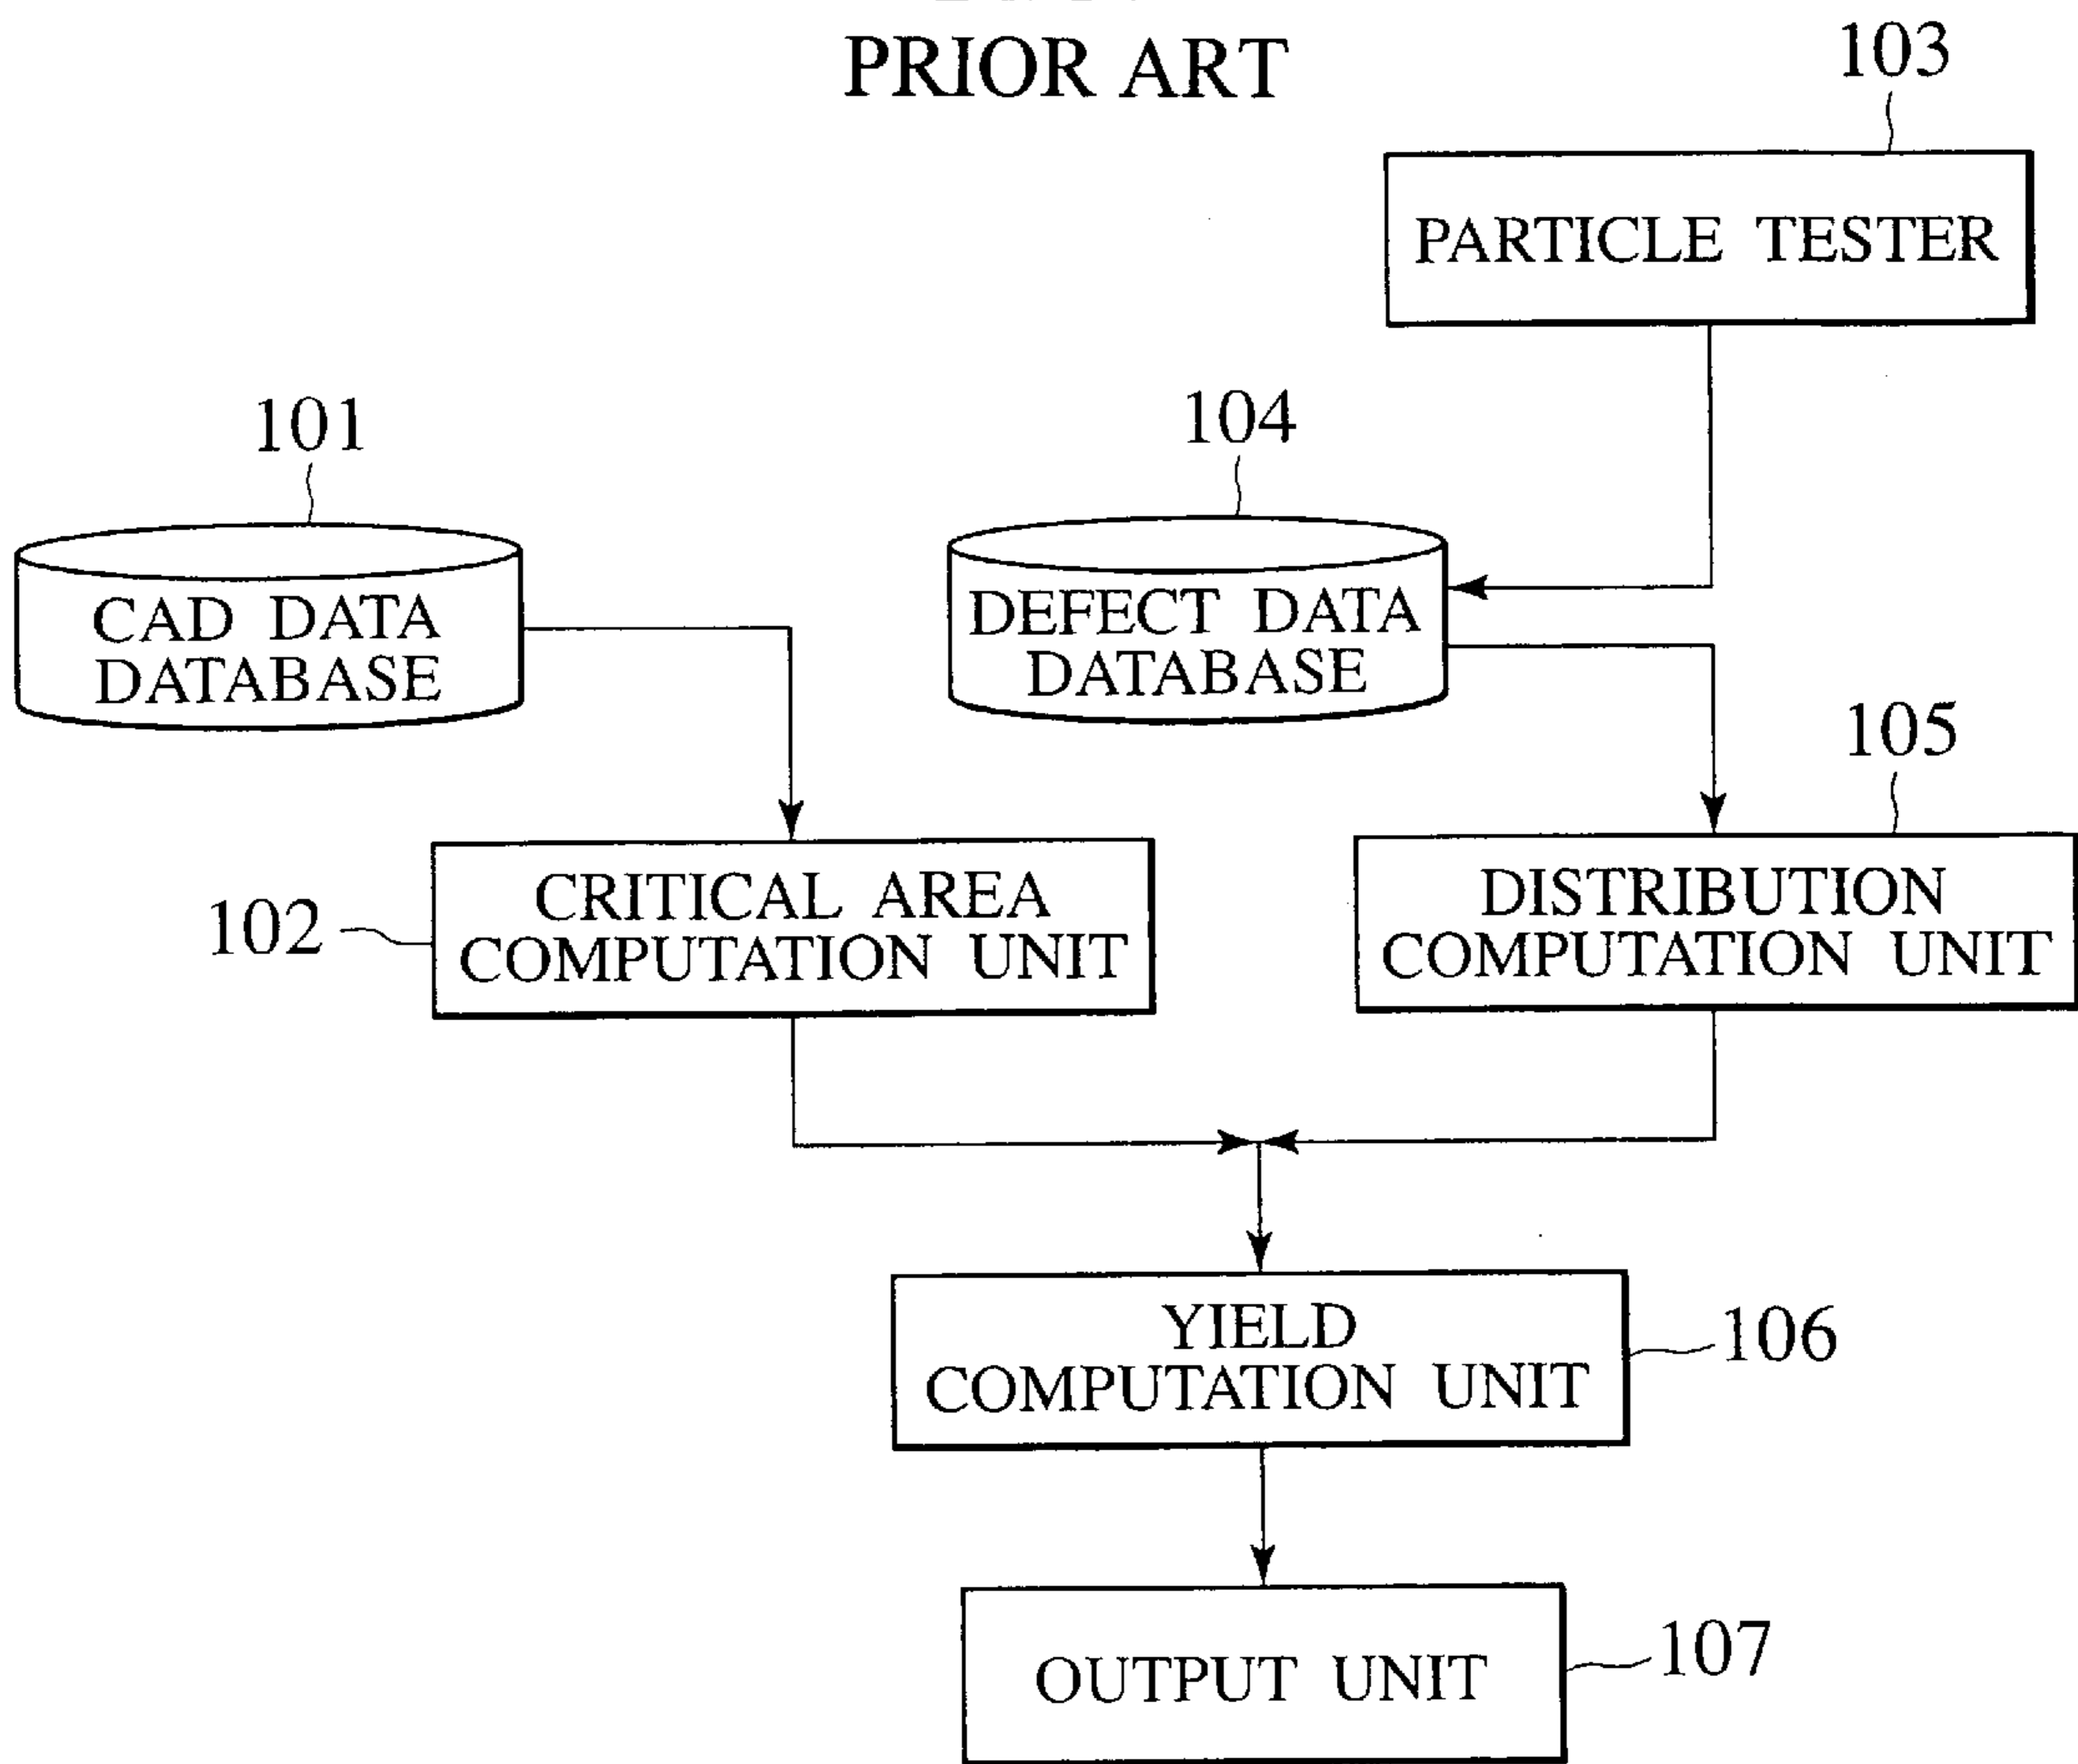 PRIOR ART
103
PARTICLE TESTER
101
104
CAD DATA
DATABASE
DEFECT DATA
DATABASE
105
102
CRITICAL AREA
COMPUTATION UNIT
DISTRIBUTION
COMPUTATION UNIT
YIELD
COMPUTATION UNIT
106
OUTPUT UNIT
107